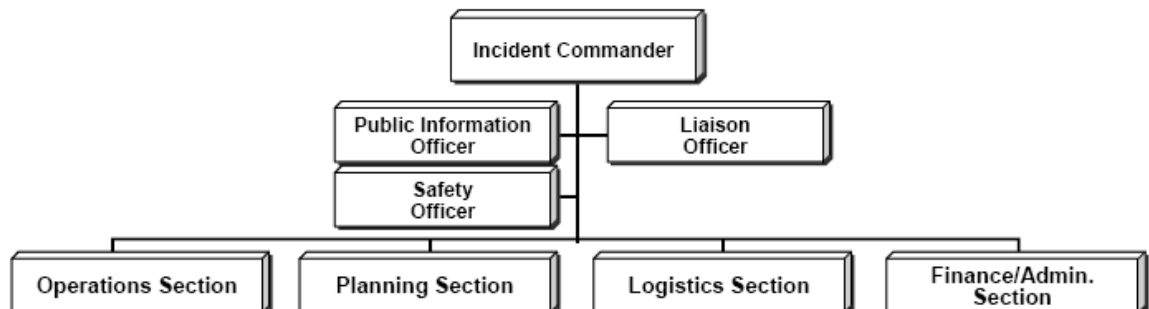 Incident Commander
Public Information
Officer
Liaison
Officer
Safety
Officer
Operations Section
Planning Section
Logistics Section
Finance/Admin.
Section